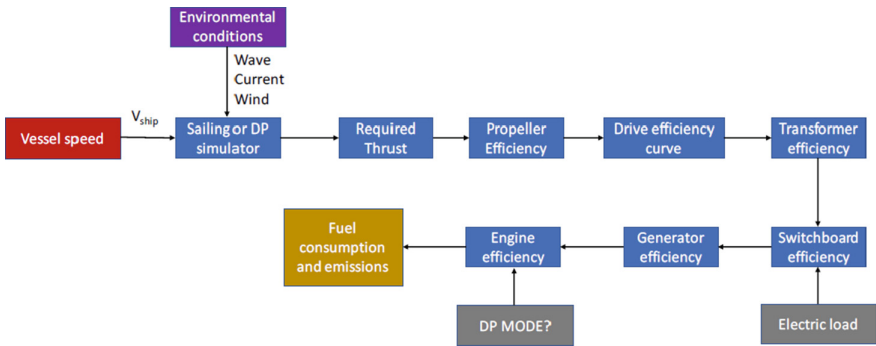 Environmental
conditions
Wave
Current
Wind
Vship
Vessel speed
Sailing or DP
simulator
Required
Thrust
Propeller
Efficiency
Drive efficiency
curve
Transformer
efficiency
Fuel
consumption
and emissions
Engine
efficiency
Generator
efficiency
Switchboard
efficiency
DP MODE?
Electric load